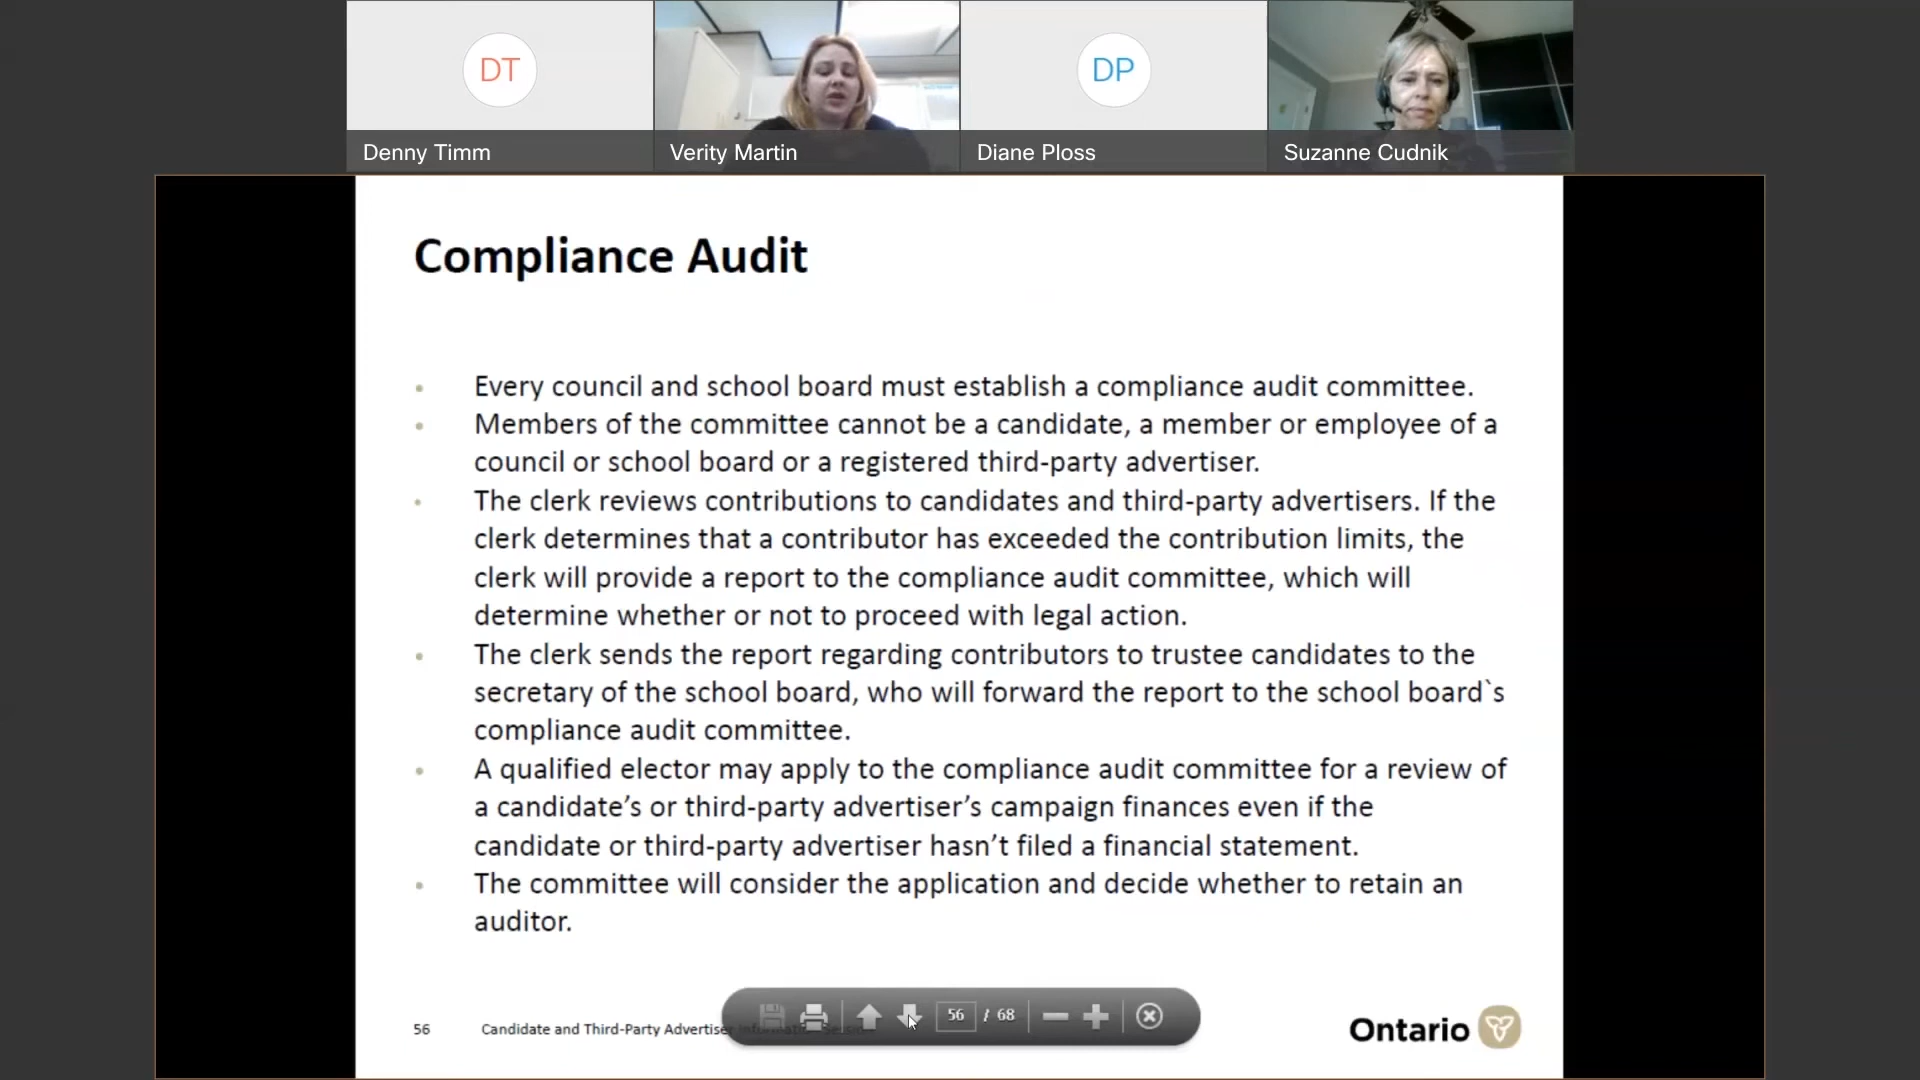 DT
DP
Denny Timm
Verity Martin
Diane Ploss
Suzanne Cudnik
Compliance Audit
• Every council and school board must establish a compliance audit committee.
• Members of the committee cannot be a candidate, a member or employee of a
council or school board or a registered third-party advertiser.
• The clerk reviews contributions to candidates and third-party advertisers. If the
clerk determines that a contributor has exceeded the contribution limits, the
clerk will provide a report to the compliance audit committee, which will
determine whether or not to proceed with legal action.
• The clerk sends the report regarding contributors to trustee candidates to the
secretary of the school board, who will forward the report to the school board`s
compliance audit committee.
• A qualified elector may apply to the compliance audit committee for a review of
a candidate’s or third-party advertiser’s campaign finances even if the
candidate or third-party advertiser hasn’t filed a financial statement.
• The committee will consider the application and decide whether to retain an
auditor.
56 / 68
56 Candidate and Third-Party Advertiser
Ontario